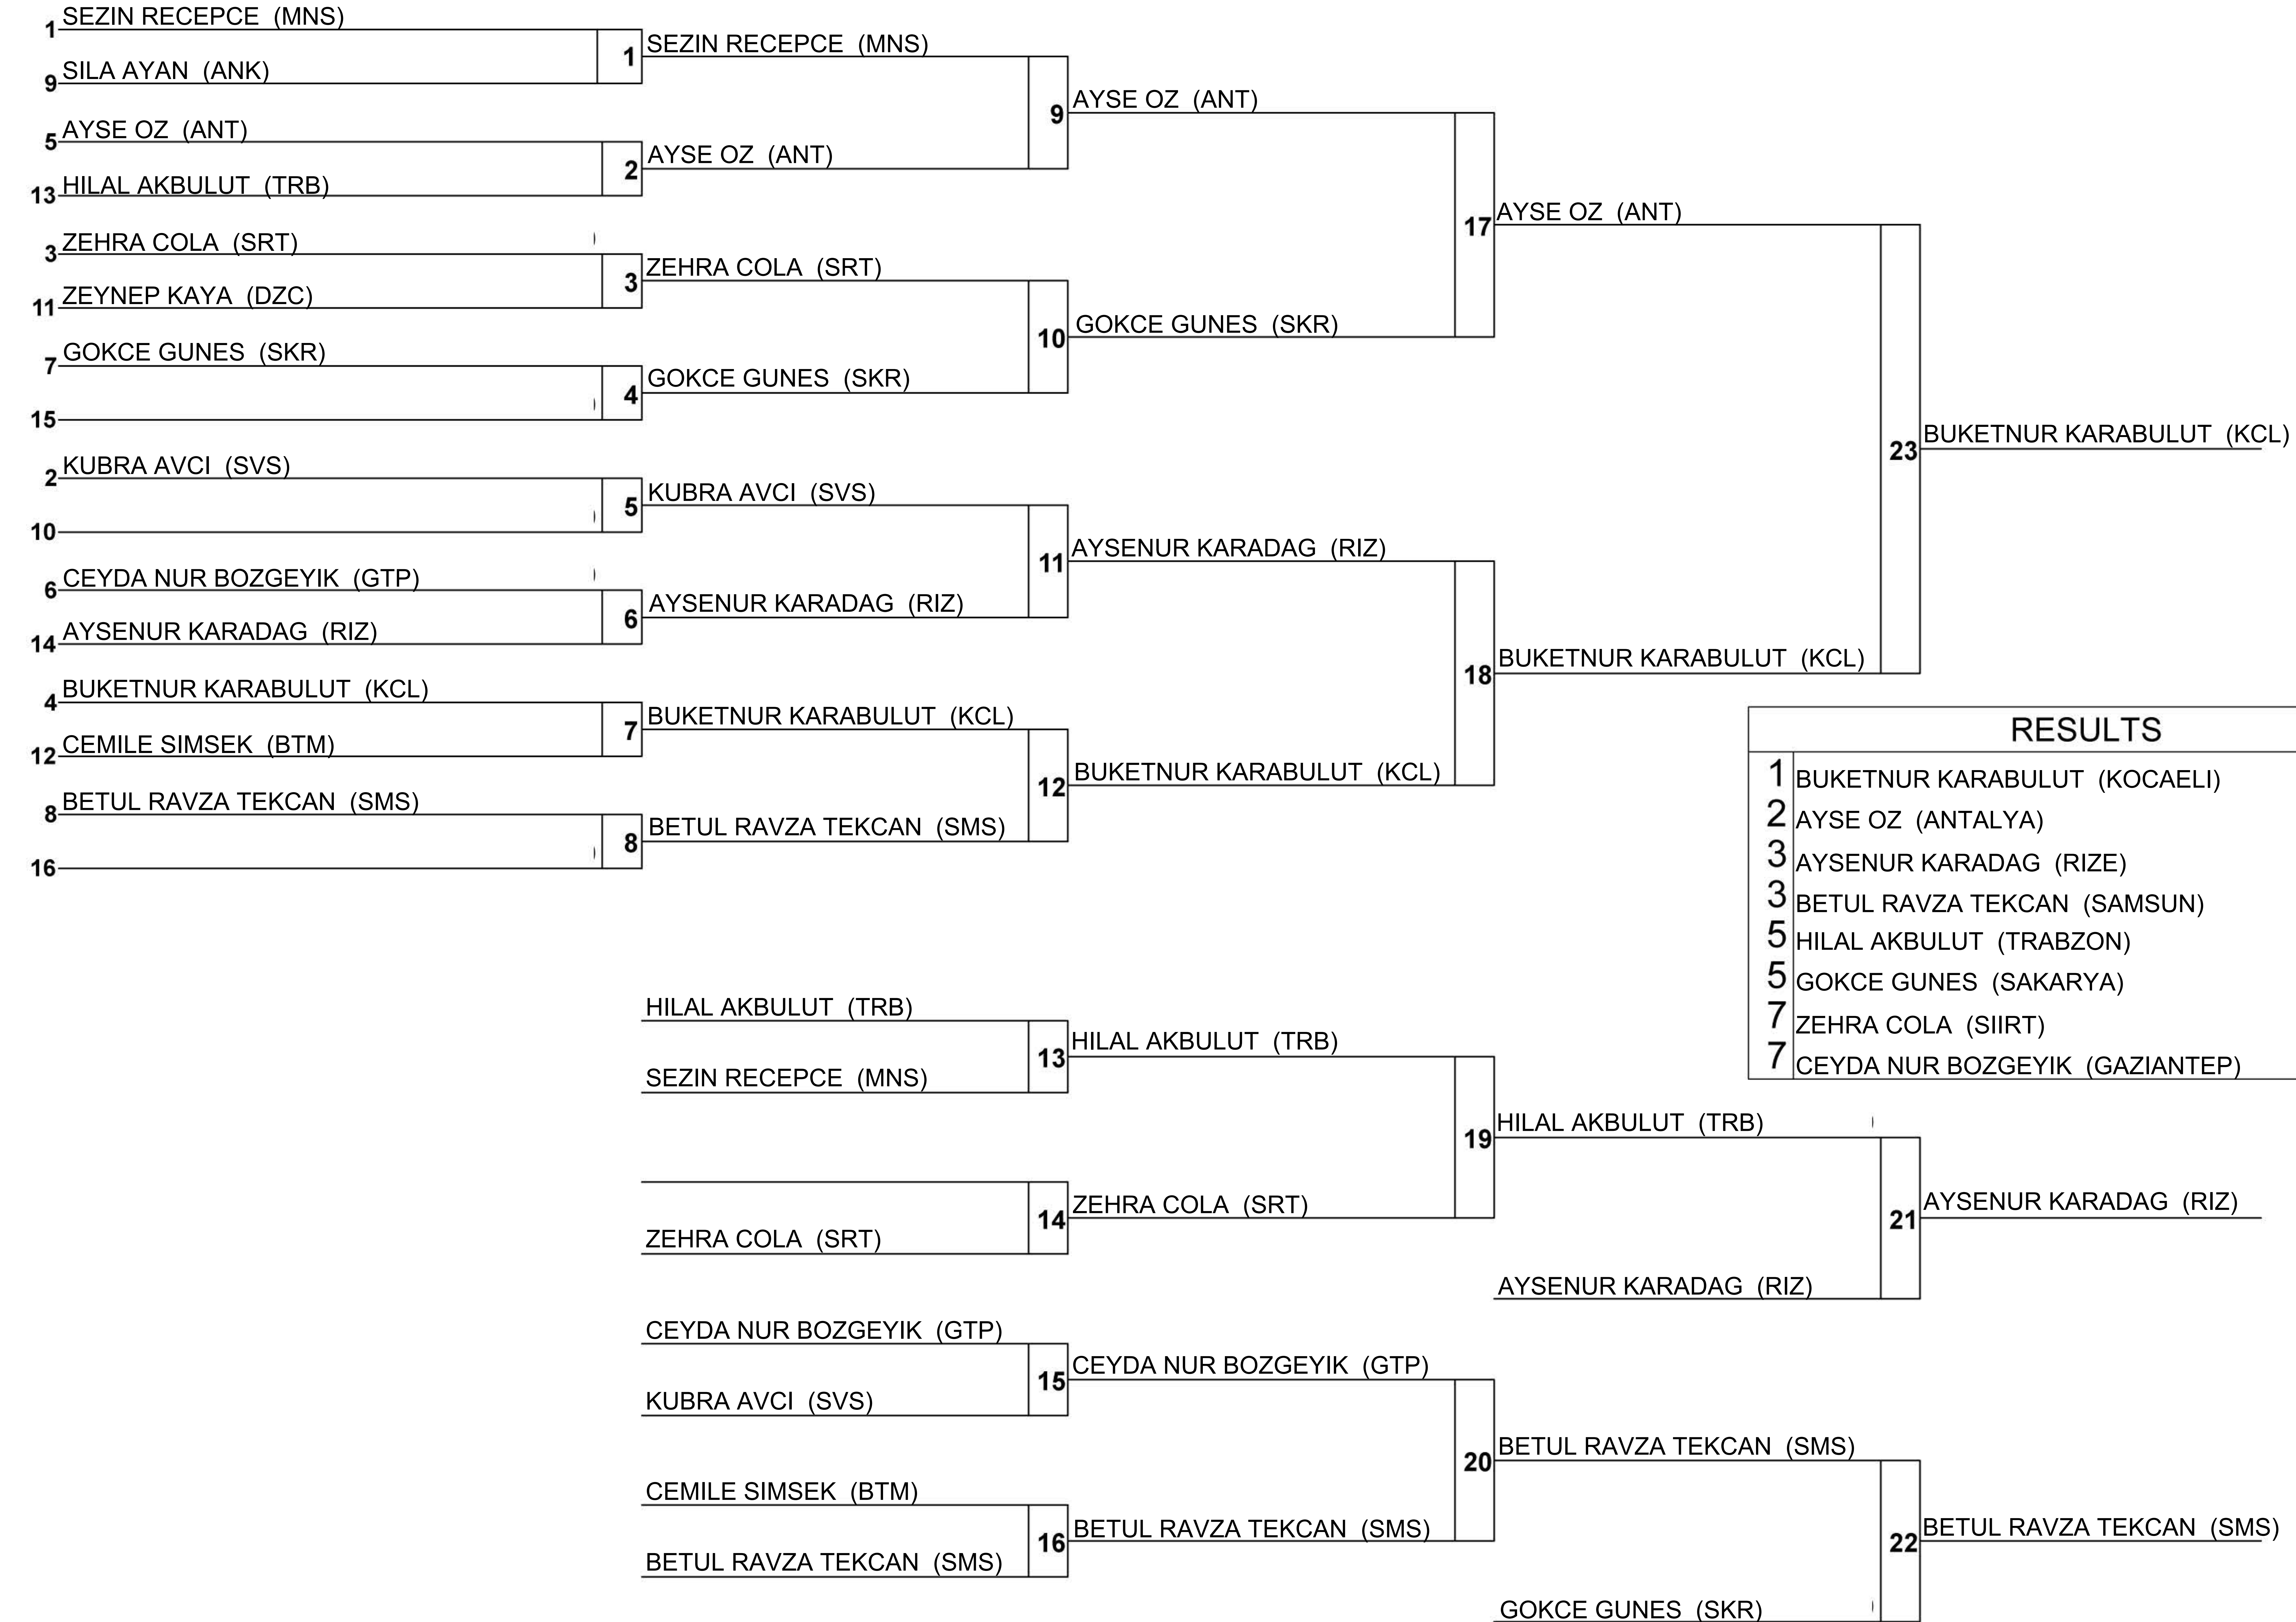 1 SEZIN RECEPCE (MNS)
9 SILA AYAN (ANK)
5 AYSE OZ (ANT)
13 HILAL AKBULUT (TRB)
3 ZEHRA COLA (SRT)
11 ZEYNEP KAYA (DZC)
7 GOKCE GUNES (SKR)
15
2 KUBRA AVCI (SVS)
10
6 CEYDA NUR BOZGEYIK (GTP)
14 AYSENUR KARADAG (RIZ)
4 BUKETNUR KARABULUT (KCL)
12 CEMILE SIMSEK (BTM)
8 BETUL RAVZA TEKCAN (SMS)
16
1 SEZIN RECEPCE (MNS)
2 AYSE OZ (ANT)
3 ZEHRA COLA (SRT)
4 GOKCE GUNES (SKR)
5 KUBRA AVCI (SVS)
6 AYSENUR KARADAG (RIZ)
7 BUKETNUR KARABULUT (KCL)
8 BETUL RAVZA TEKCAN (SMS)
9 AYSE OZ (ANT)
10 GOKCE GUNES (SKR)
11 AYSENUR KARADAG (RIZ)
12 BUKETNUR KARABULUT (KCL)
17 AYSE OZ (ANT)
18 BUKETNUR KARABULUT (KCL)
23 BUKETNUR KARABULUT (KCL)
RESULTS
1 BUKETNUR KARABULUT (KOCAELI)
2 AYSE OZ (ANTALYA)
3 AYSENUR KARADAG (RIZE)
3 BETUL RAVZA TEKCAN (SAMSUN)
5 HILAL AKBULUT (TRABZON)
5 GOKCE GUNES (SAKARYA)
7 ZEHRA COLA (SIIRT)
7 CEYDA NUR BOZGEYIK (GAZIANTEP)
HILAL AKBULUT (TRB)
SEZIN RECEPCE (MNS)
ZEHRA COLA (SRT)
CEYDA NUR BOZGEYIK (GTP)
KUBRA AVCI (SVS)
CEMILE SIMSEK (BTM)
BETUL RAVZA TEKCAN (SMS)
13 HILAL AKBULUT (TRB)
14 ZEHRA COLA (SRT)
15 CEYDA NUR BOZGEYIK (GTP)
16 BETUL RAVZA TEKCAN (SMS)
19 HILAL AKBULUT (TRB)
AYSENUR KARADAG (RIZ)
20 BETUL RAVZA TEKCAN (SMS)
GOKCE GUNES (SKR)
21 AYSENUR KARADAG (RIZ)
22 BETUL RAVZA TEKCAN (SMS)